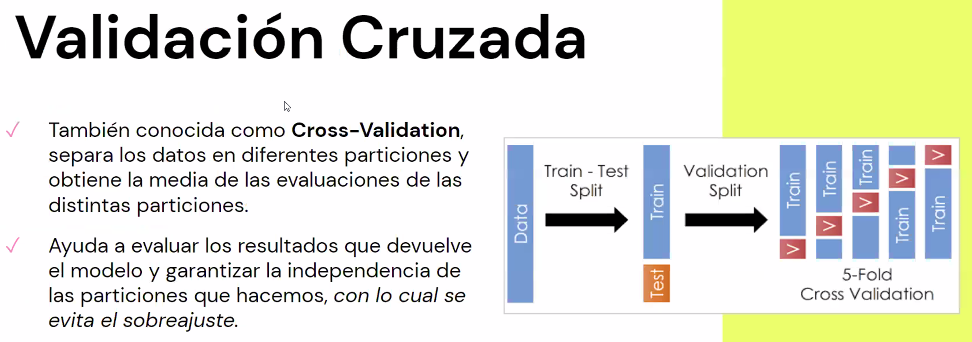 Validación Cruzada
✓ También conocida como Cross-Validation,
separa los datos en diferentes particiones y
obtiene la media de las evaluaciones de las
distintas particiones.
✓ Ayuda a evaluar los resultados que devuelve
el modelo y garantizar la independencia de
las particiones que hacemos, con lo cual se
evita el sobreajuste.
Data
Train - Test
Split
Train
Test
Validation
Split
Train
V
Train
V
Train
V
V
Train
V
Train
5-Fold
Cross Validation